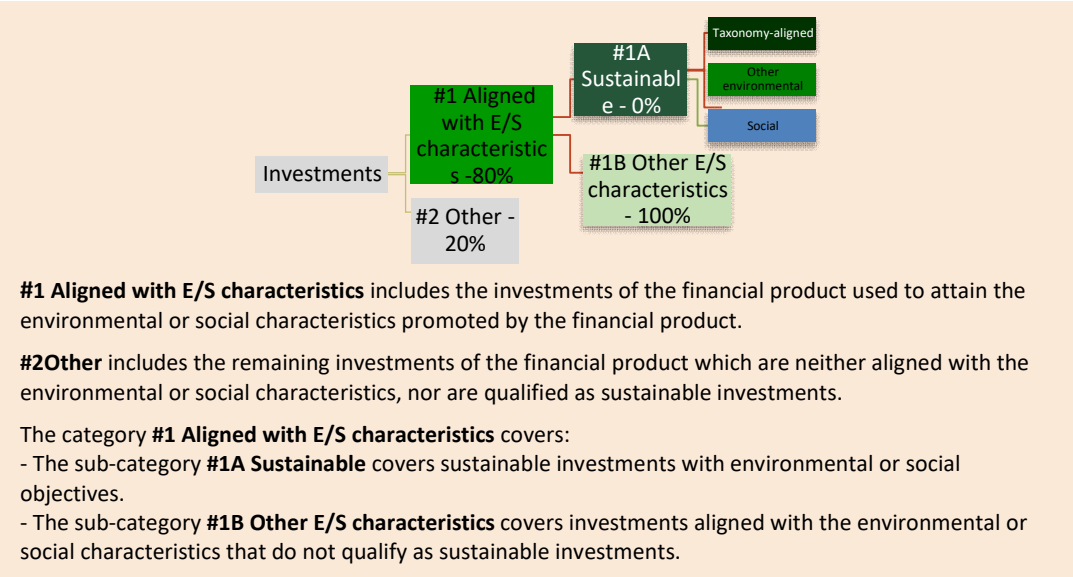 Investments
#1 Aligned
with E/S
characteristic
s -80%
#2 Other -
20%
#1A
Sustainabl
e - 0%
#1B Other E/S
characteristics
- 100%
Taxonomy-aligned
Other
environmental
Social
#1 Aligned with E/S characteristics includes the investments of the financial product used to attain the
environmental or social characteristics promoted by the financial product.
#2Other includes the remaining investments of the financial product which are neither aligned with the
environmental or social characteristics, nor are qualified as sustainable investments.
The category #1 Aligned with E/S characteristics covers:
- The sub-category #1A Sustainable covers sustainable investments with environmental or social
objectives.
- The sub-category #1B Other E/S characteristics covers investments aligned with the environmental or
social characteristics that do not qualify as sustainable investments.